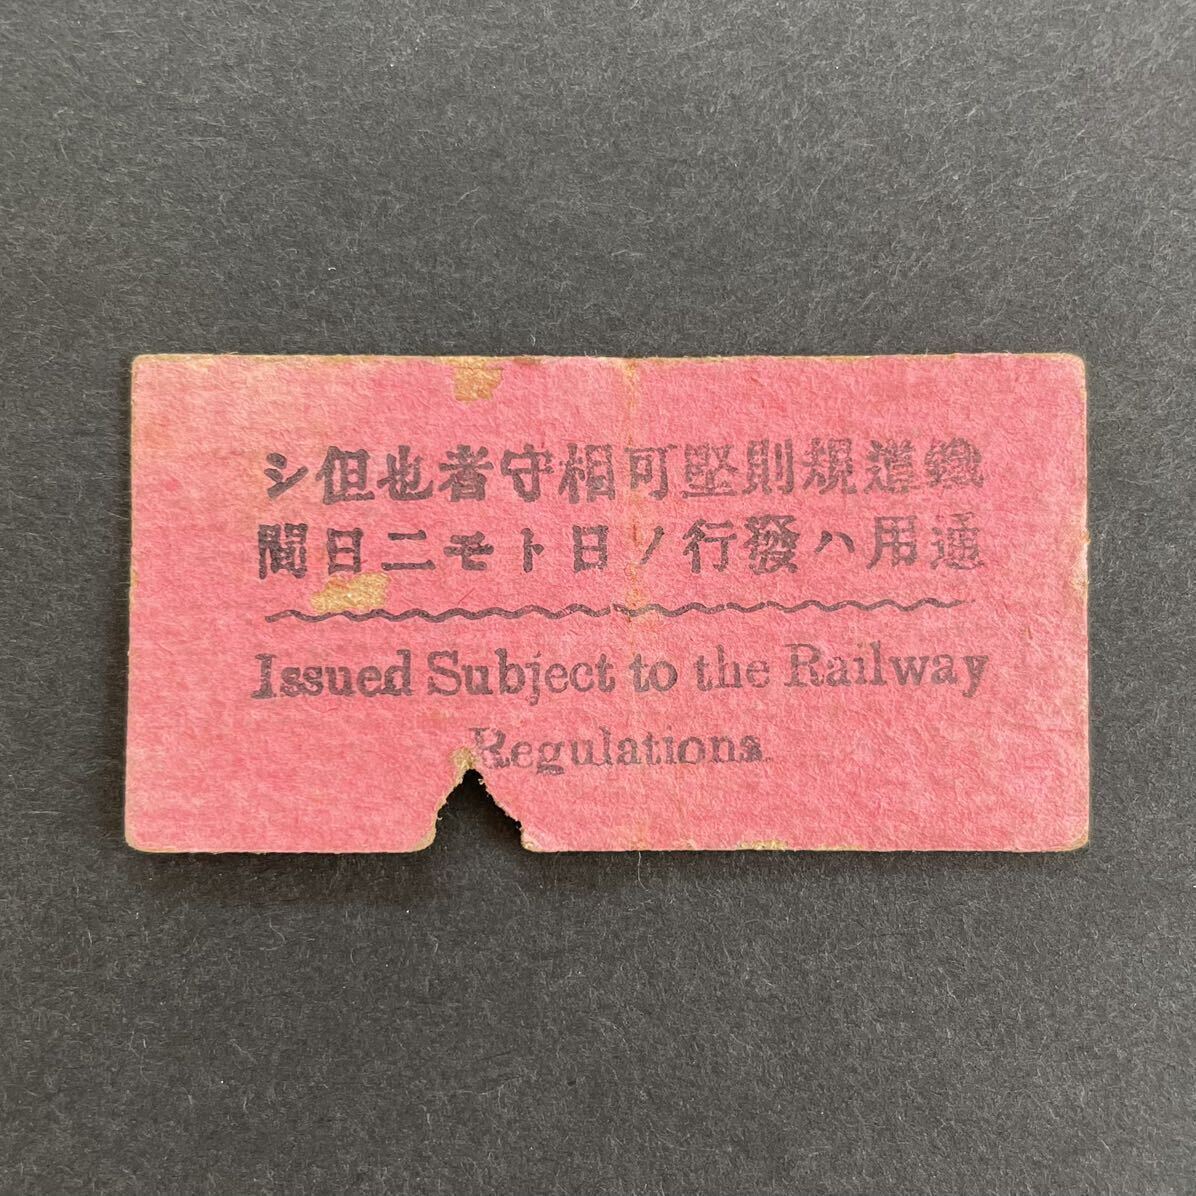 鐵道規則堅可相守者也但シ
通用ハ發行ノ日トモ二日間
Issued Subject to the Railway
Regulations.